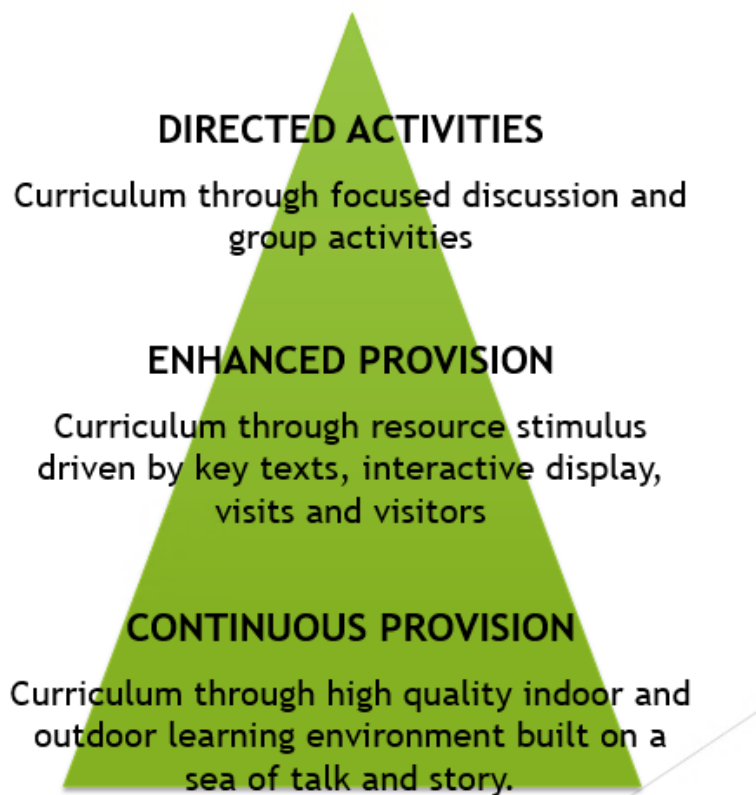 DIRECTED ACTIVITIES
Curriculum through focused discussion and
group activities
ENHANCED PROVISION
Curriculum through resource stimulus
driven by key texts, interactive display,
visits and visitors
CONTINUOUS PROVISION
Curriculum through high quality indoor and
outdoor learning environment built on a
sea of talk and story.